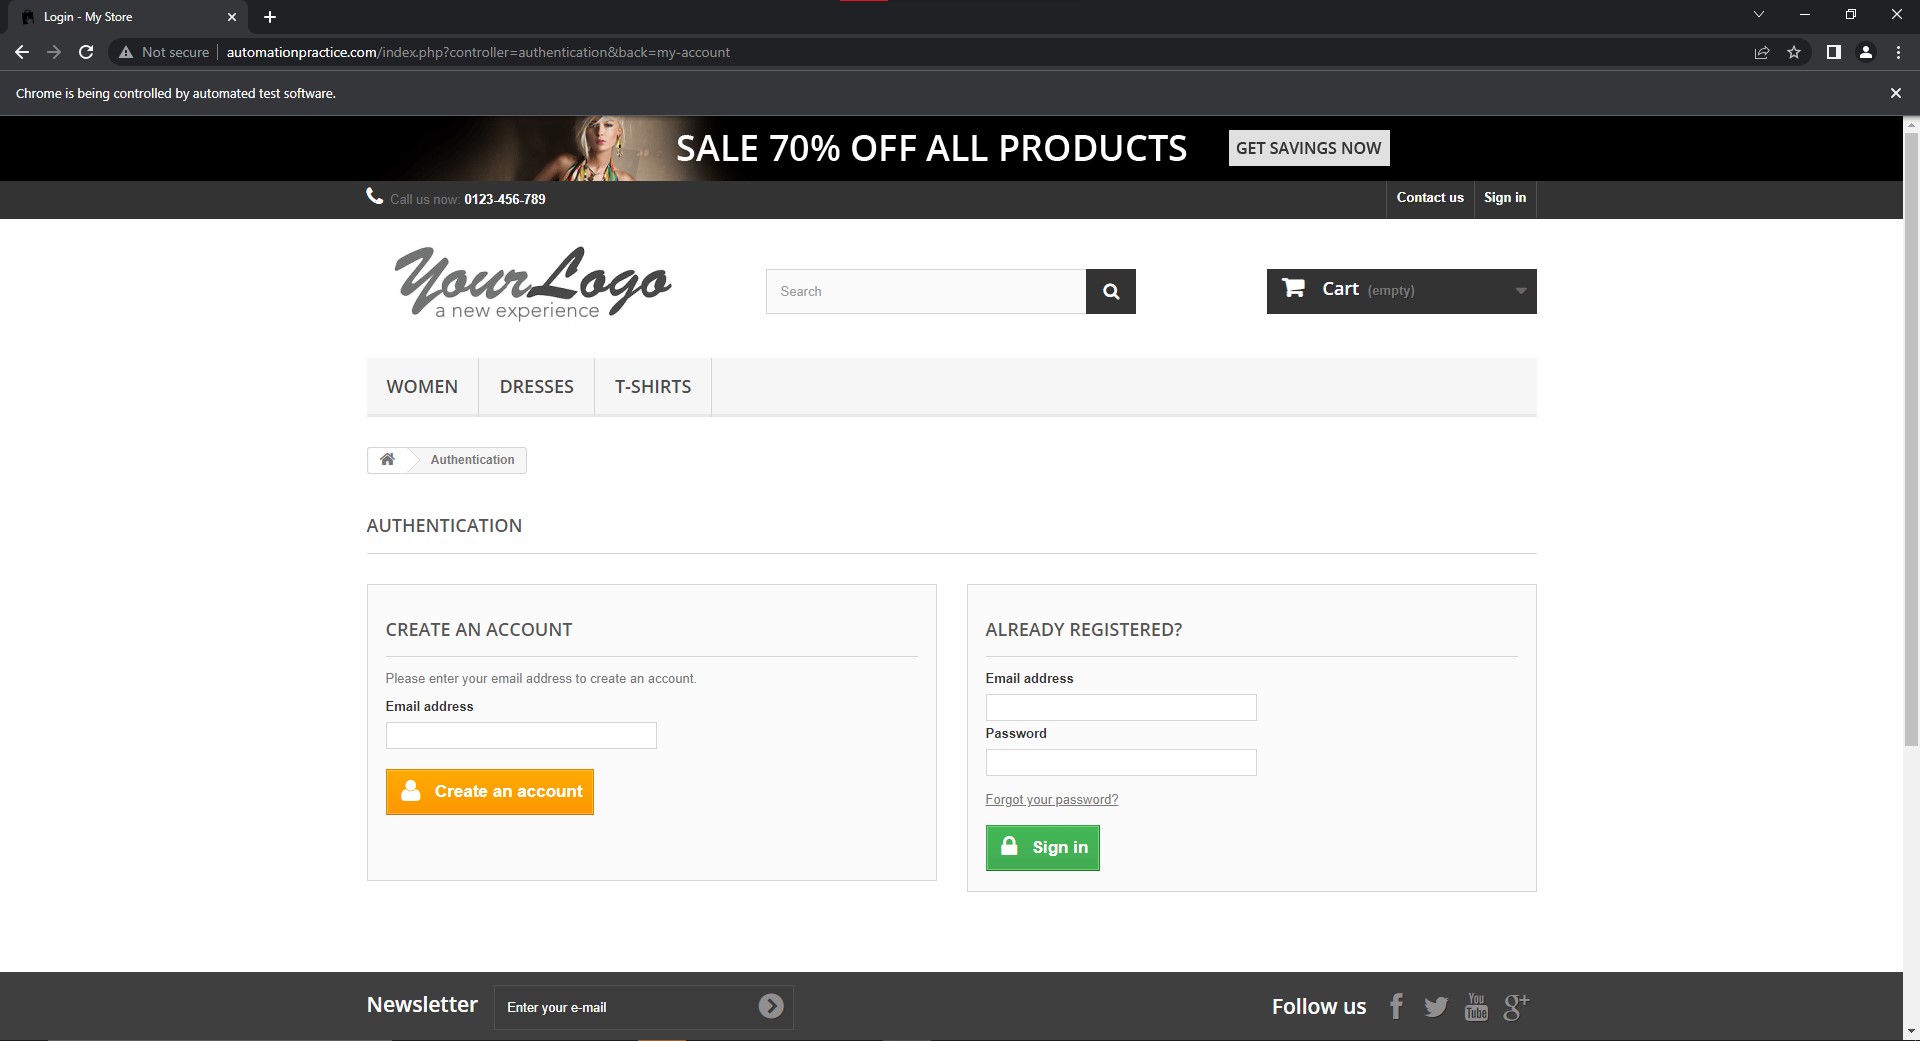 Login - My Store
Not secure automationpractice.com/index.php?controller=authentication&back=my-account
Chrome is being controlled by automated test software.
SALE 70% OFF ALL PRODUCTS GET SAVINGS NOW
Call us now: 0123-456-789 Contact us Sign in
YourLogo
a new experience
Search
Cart (empty)
WOMEN DRESSES T-SHIRTS
Authentication
AUTHENTICATION
CREATE AN ACCOUNT
Please enter your email address to create an account.
Email address
Create an account
ALREADY REGISTERED?
Email address
Password
Forgot your password?
Sign in
Newsletter Enter your e-mail Follow us f You Tube g+